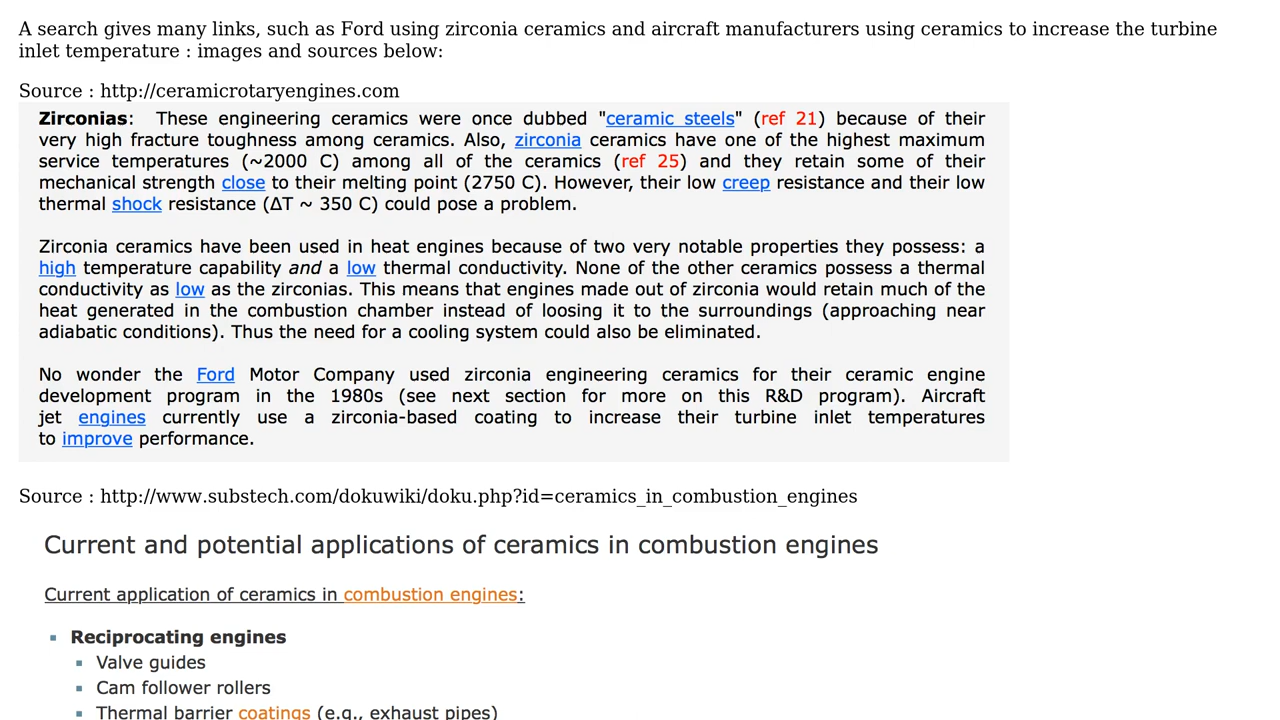 A search gives many links, such as Ford using zirconia ceramics and aircraft manufacturers using ceramics to increase the turbine
inlet temperature : images and sources below:
Source : http://ceramicrotaryengines.com
Zirconias: These engineering ceramics were once dubbed "ceramic steels" (ref 21) because of their
very high fracture toughness among ceramics. Also, zirconia ceramics have one of the highest maximum
service temperatures (~2000 C) among all of the ceramics (ref 25) and they retain some of their
mechanical strength close to their melting point (2750 C). However, their low creep resistance and their low
thermal shock resistance (ΔT ~ 350 C) could pose a problem.
Zirconia ceramics have been used in heat engines because of two very notable properties they possess: a
high temperature capability and a low thermal conductivity. None of the other ceramics possess a thermal
conductivity as low as the zirconias. This means that engines made out of zirconia would retain much of the
heat generated in the combustion chamber instead of loosing it to the surroundings (approaching near
adiabatic conditions). Thus the need for a cooling system could also be eliminated.
No wonder the Ford Motor Company used zirconia engineering ceramics for their ceramic engine
development program in the 1980s (see next section for more on this R&D program). Aircraft
jet engines currently use a zirconia-based coating to increase their turbine inlet temperatures
to improve performance.
Source : http://www.substech.com/dokuwiki/doku.php?id=ceramics_in_combustion_engines
Current and potential applications of ceramics in combustion engines
Current application of ceramics in combustion engines:
Reciprocating engines
Valve guides
Cam follower rollers
Thermal barrier coatings (e.g., exhaust pipes)